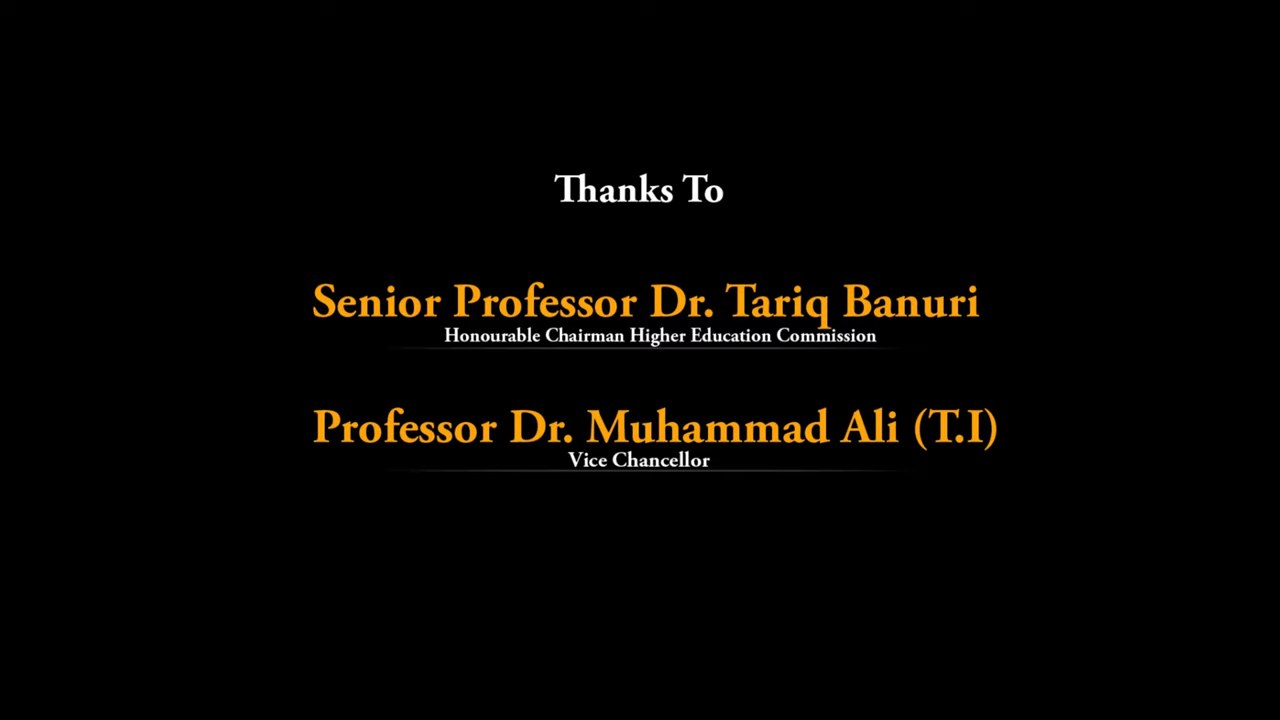 Thanks To
Senior Professor Dr. Tariq Banuri
Honourable Chairman Higher Education Commission
Professor Dr. Muhammad Ali (T.I)
Vice Chancellor